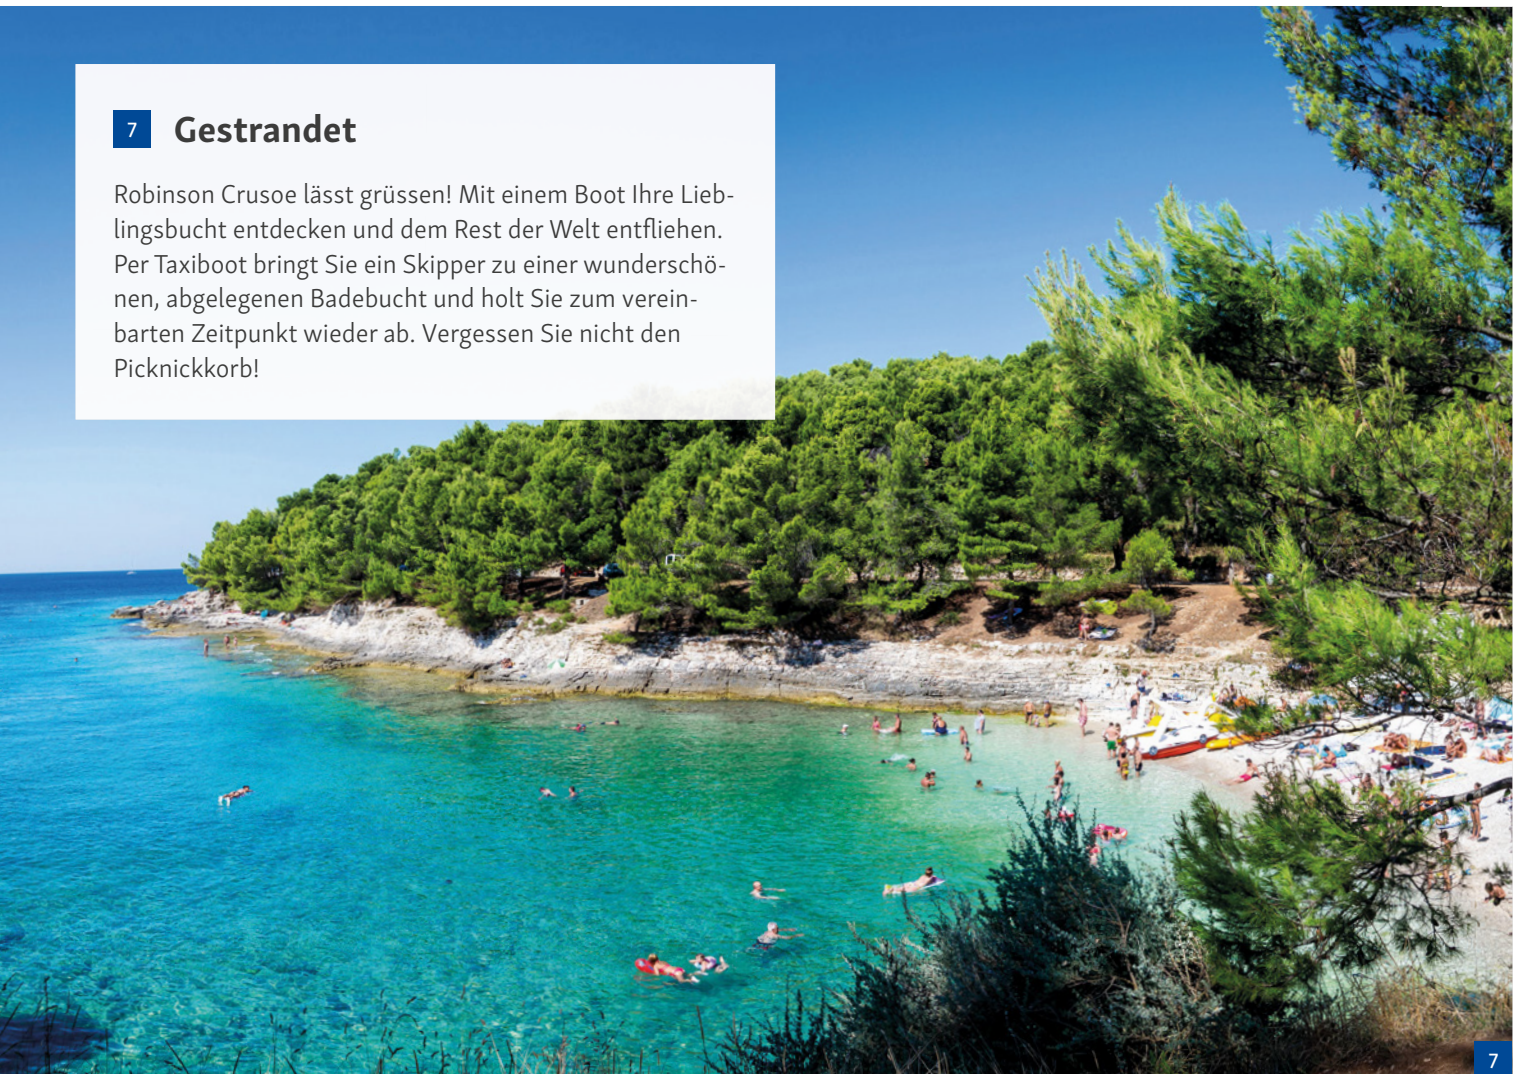 7 Gestrandet
Robinson Crusoe lässt grüssen! Mit einem Boot Ihre Lieb-
lingsbucht entdecken und dem Rest der Welt entfliehen.
Per Taxiboot bringt Sie ein Skipper zu einer wunderschö-
nen, abgelegenen Badebucht und holt Sie zum verein-
barten Zeitpunkt wieder ab. Vergessen Sie nicht den
Picknickkorb!
7